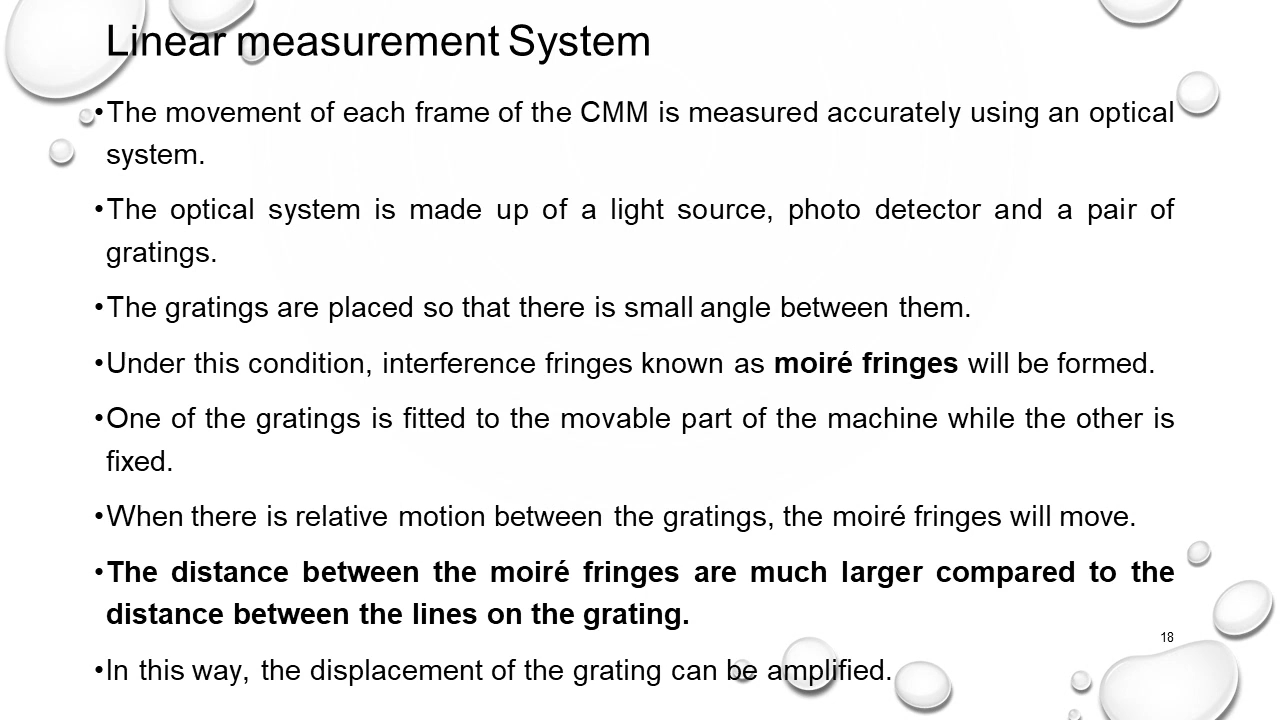 Linear measurement System
•The movement of each frame of the CMM is measured accurately using an optical
system.
•The optical system is made up of a light source, photo detector and a pair of
gratings.
•The gratings are placed so that there is small angle between them.
•Under this condition, interference fringes known as moiré fringes will be formed.
•One of the gratings is fitted to the movable part of the machine while the other is
fixed.
•When there is relative motion between the gratings, the moiré fringes will move.
•The distance between the moiré fringes are much larger compared to the
distance between the lines on the grating.
18
•In this way, the displacement of the grating can be amplified.